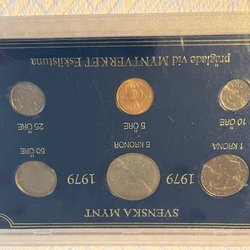 SVENSKA MYNT
1979 1979
1 KRONA 5 KRONOR 50 ÖRE
10 ÖRE 5 ÖRE 25 ÖRE
präglade vid MYNTVERKET Eskilstuna